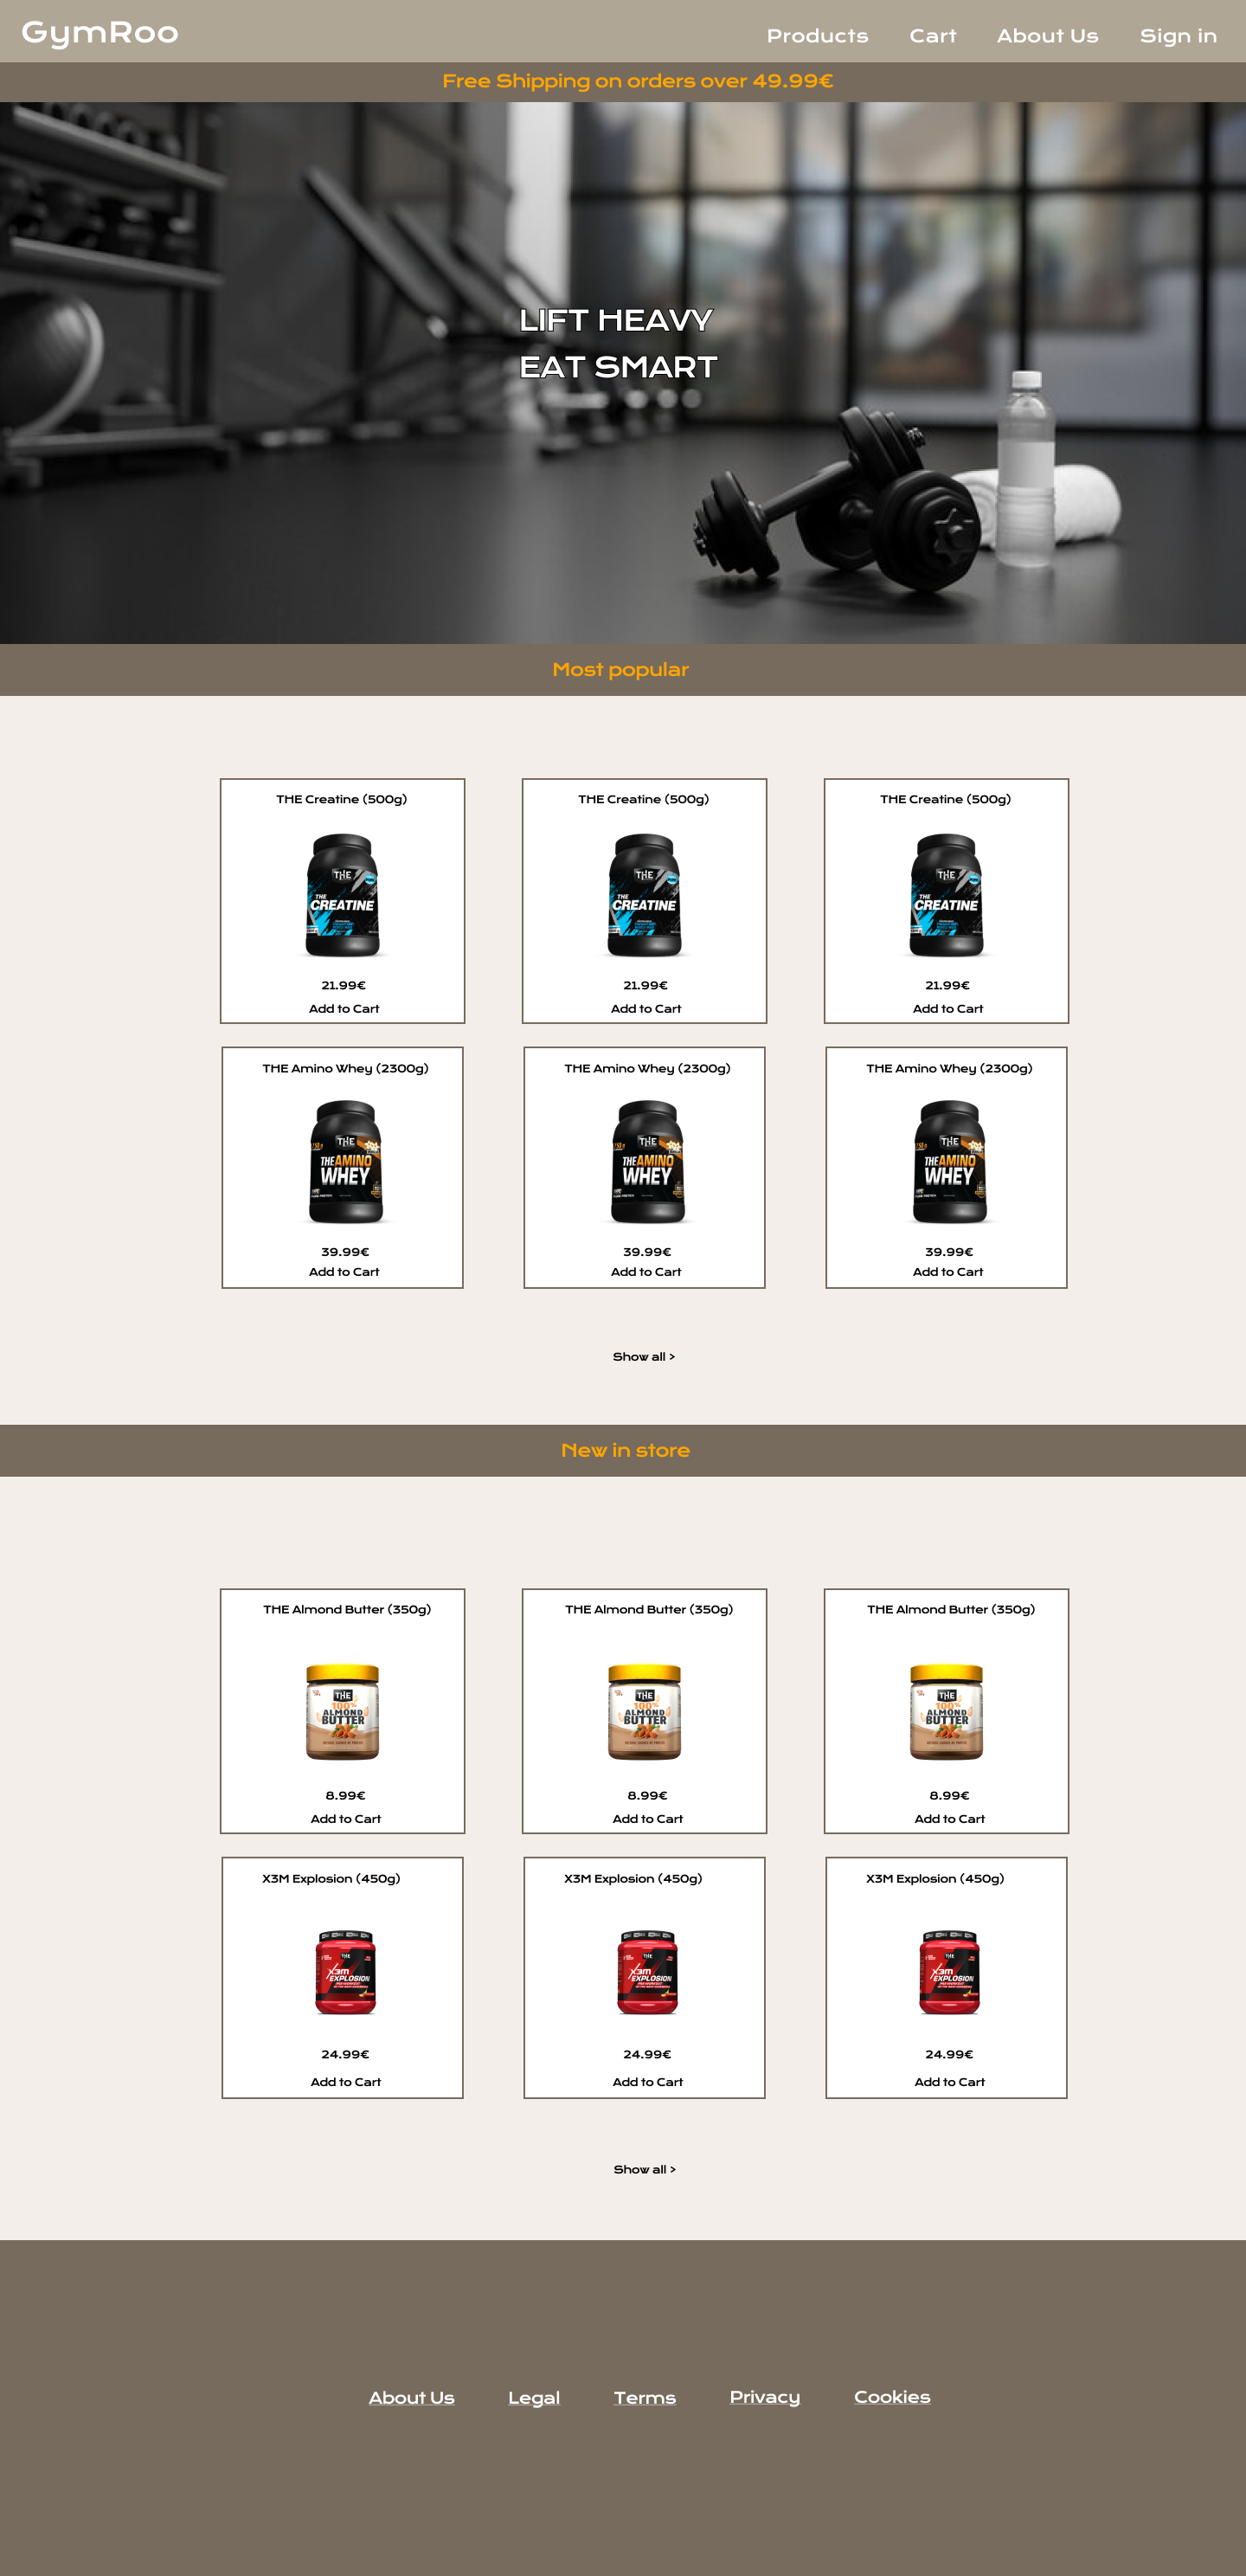 GymRoo
Products Cart About Us Sign in
Free Shipping on orders over 49.99€
LIFT HEAVY
EAT SMART
Most popular
THE Creatine (500g) THE Creatine (500g) THE Creatine (500g)
THE THE THE
THE THE THE
CREATINE CREATINE CREATINE
21.99€ 21.99€ 21.99€
Add to Cart Add to Cart Add to Cart
THE Amino Whey (2300g) THE Amino Whey (2300g) THE Amino Whey (2300g)
THE THE THE
THE AMINO THE AMINO THE AMINO
WHEY WHEY WHEY
39.99€ 39.99€ 39.99€
Add to Cart Add to Cart Add to Cart
Show all >
New in store
THE Almond Butter (350g) THE Almond Butter (350g) THE Almond Butter (350g)
THE THE THE
100% 100% 100%
ALMOND ALMOND ALMOND
BUTTER BUTTER BUTTER
8.99€ 8.99€ 8.99€
Add to Cart Add to Cart Add to Cart
X3M Explosion (450g) X3M Explosion (450g) X3M Explosion (450g)
THE THE THE
X3M X3M X3M
EXPLOSION EXPLOSION EXPLOSION
24.99€ 24.99€ 24.99€
Add to Cart Add to Cart Add to Cart
Show all >
About Us Legal Terms Privacy Cookies